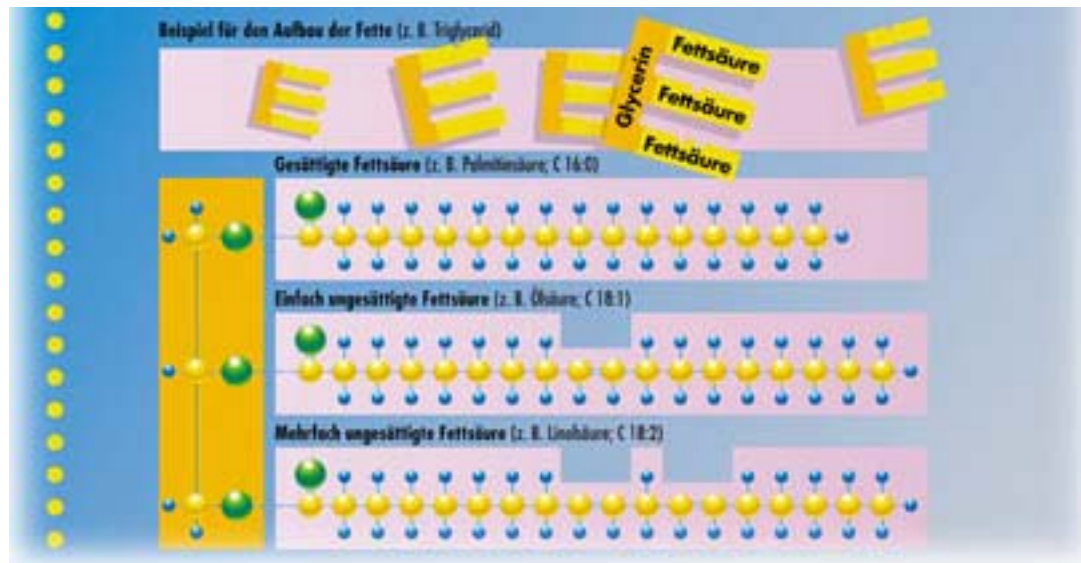 Beispiel für den Aufbau der Fette (z. B. Triglycerid)
Glycerin
Fettsäure
Fettsäure
Fettsäure
Gesättigte Fettsäure (z. B. Palmitinsäure; C 16:0)
Einfach ungesättigte Fettsäure (z. B. Ölsäure; C 18:1)
Mehrfach ungesättigte Fettsäure (z. B. Linolsäure; C 18:2)